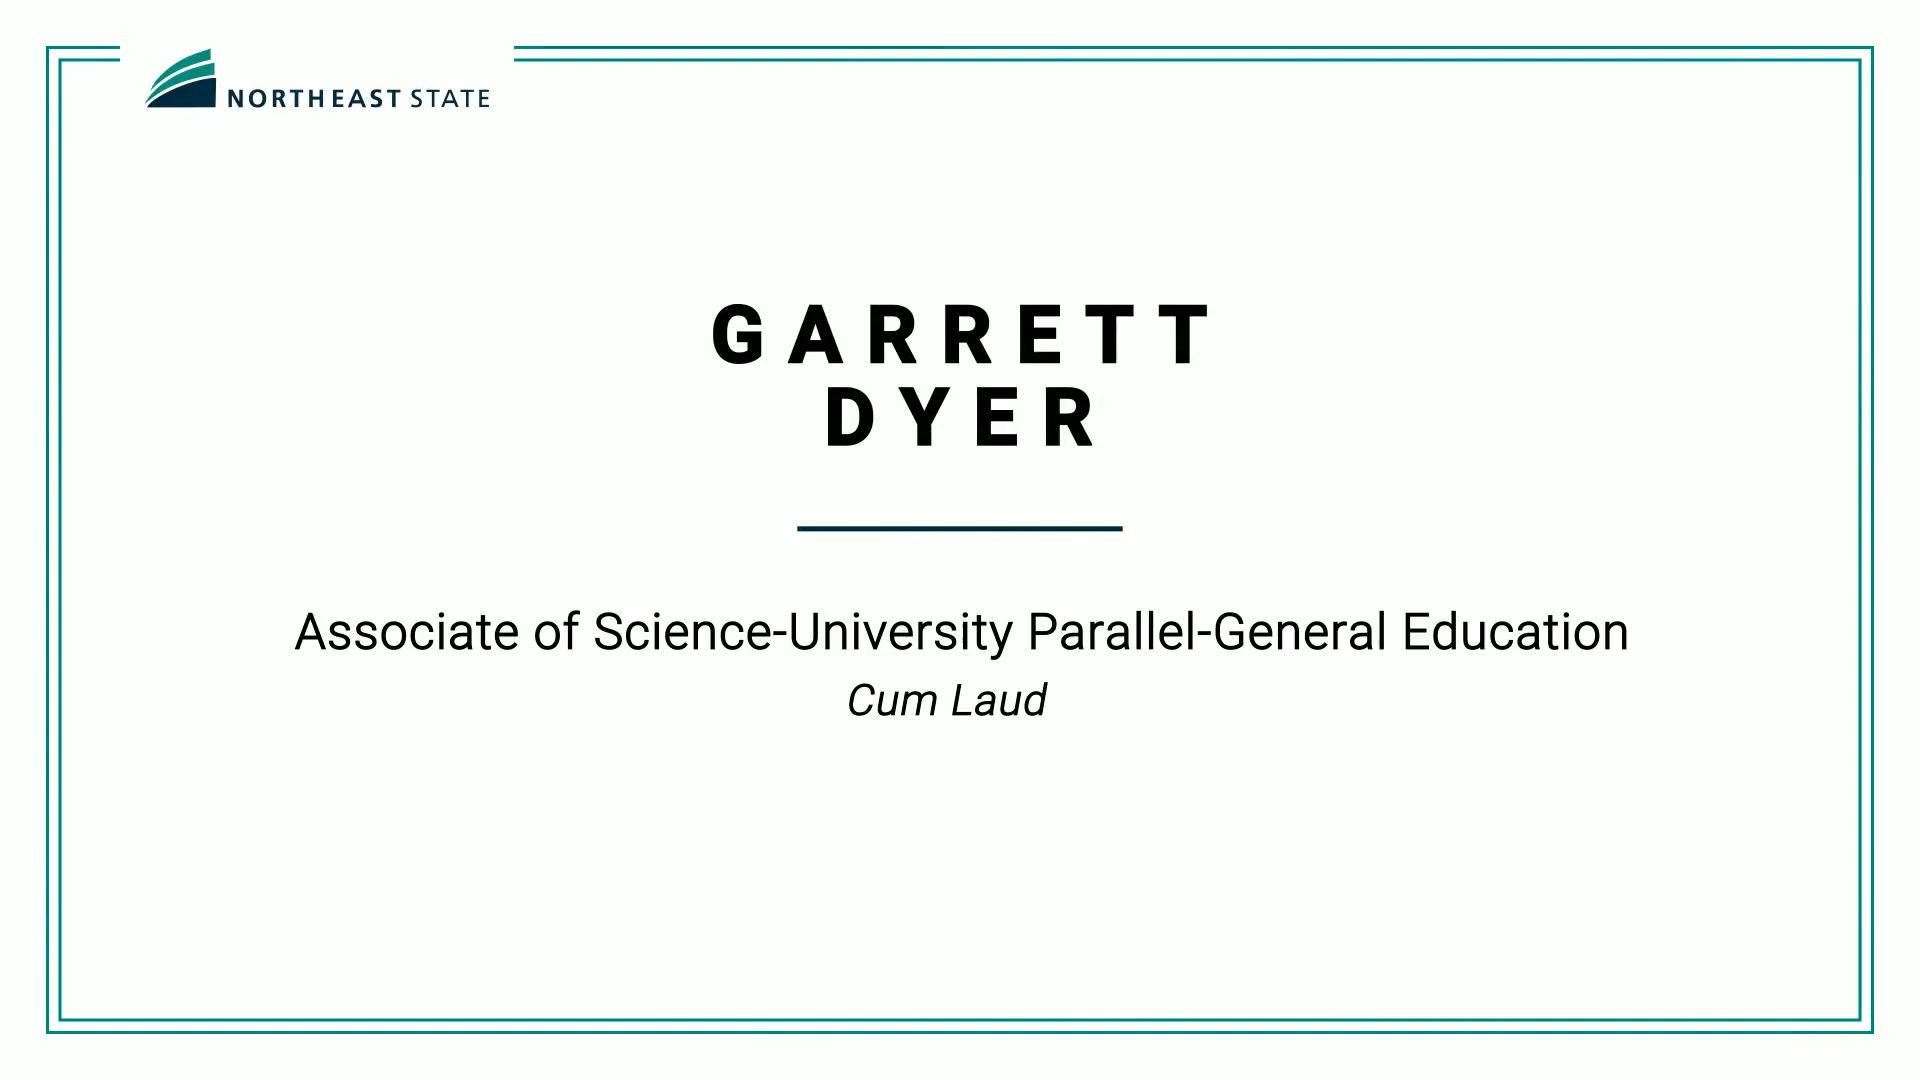 NORTHEAST STATE
GARRETT
DYER
Associate of Science-University Parallel-General Education
Cum Laud